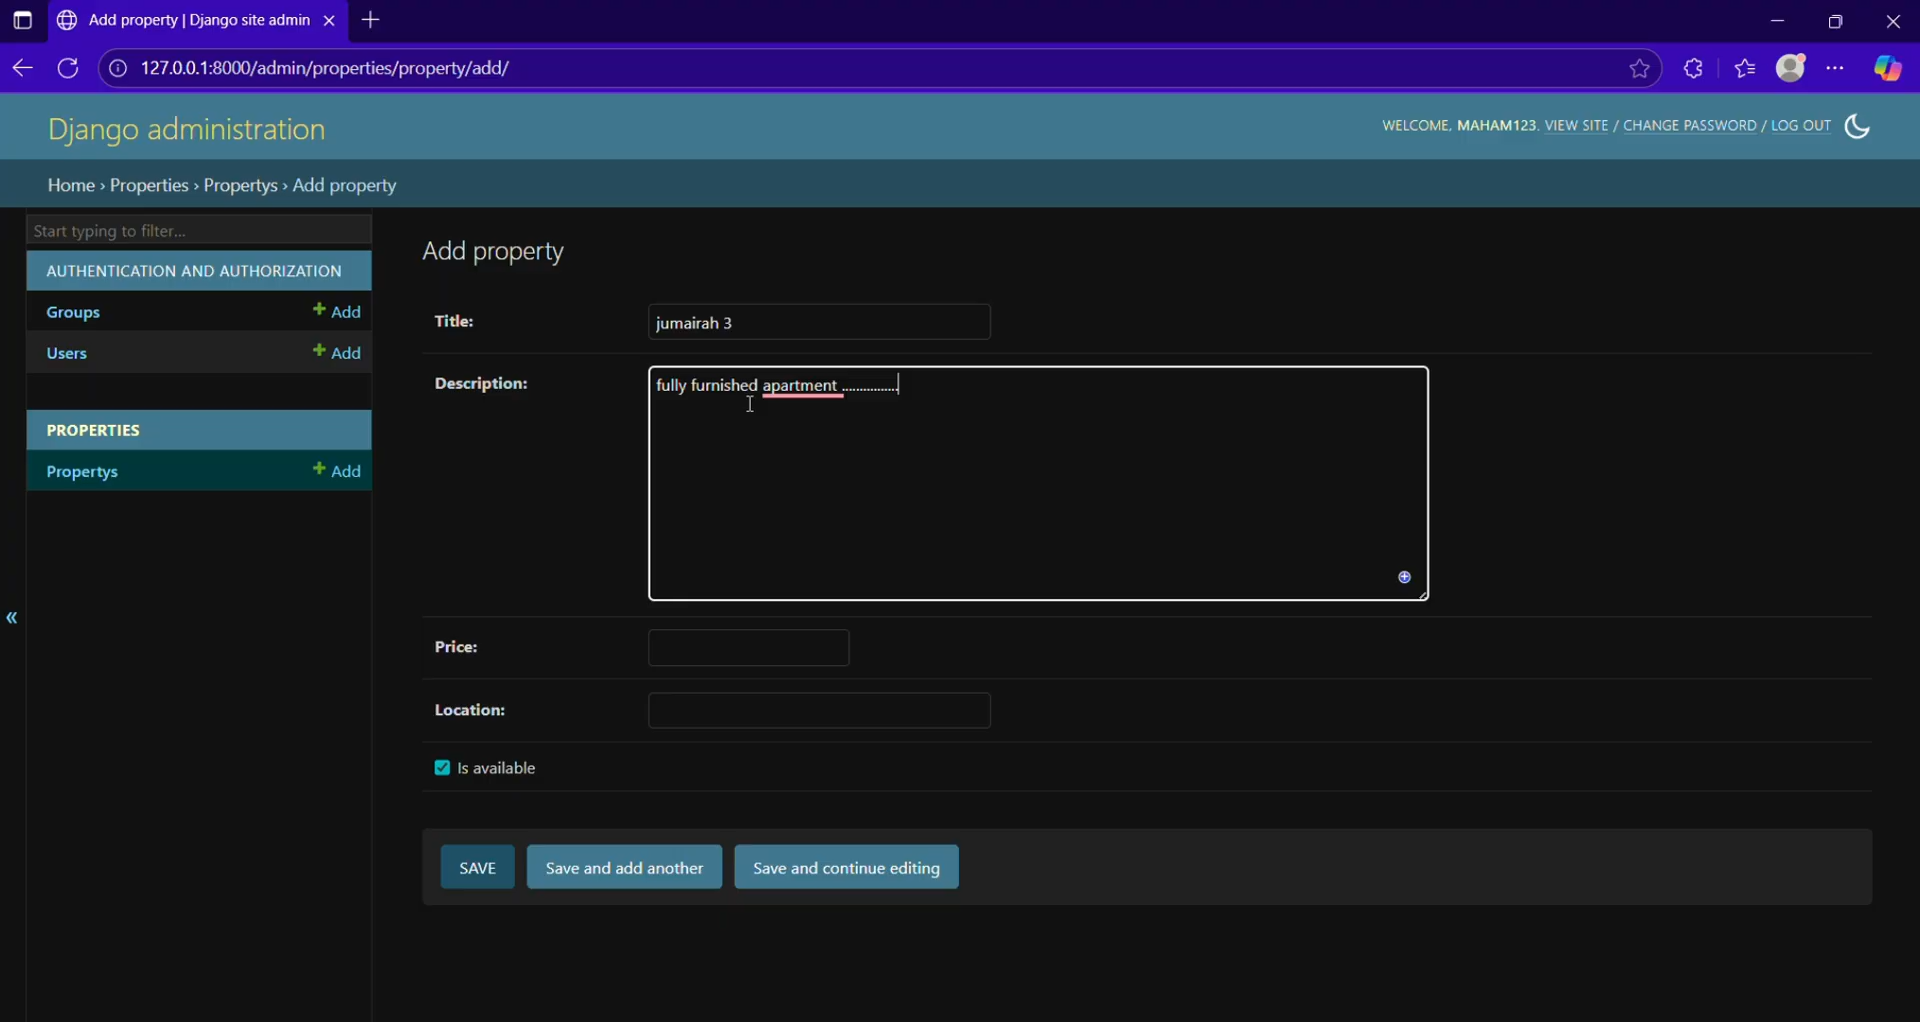 Add property | Django site admin
127.0.0.1:8000/admin/properties/property/add/
Django administration
WELCOME, MAHAM123. VIEW SITE / CHANGE PASSWORD / LOG OUT
Home › Properties › Propertys › Add property
Start typing to filter...
AUTHENTICATION AND AUTHORIZATION
Groups + Add
Users + Add
PROPERTIES
Propertys + Add
«
Add property
Title: jumairah 3
Description: fully furnished apartment ................
Price:
Location:
Is available
SAVE Save and add another Save and continue editing